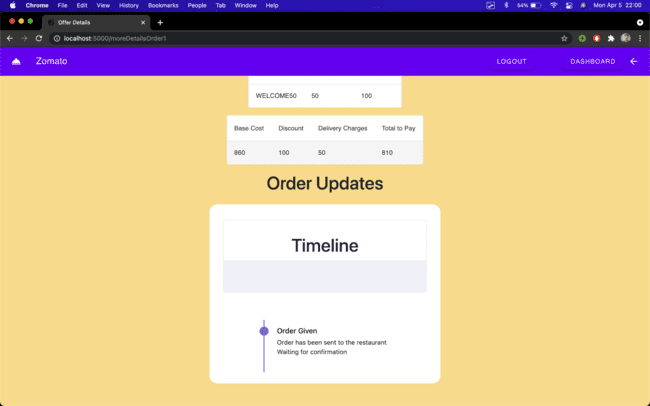 Chrome File Edit View History Bookmarks People Tab Window Help 54% Mon Apr 5 22:00
Offer Details
localhost:5000/moreDetailsOrder1
Zomato LOGOUT DASHBOARD
WELCOME50 50 100
Base Cost Discount Delivery Charges Total to Pay
860 100 50 810
Order Updates
Timeline
Order Given
Order has been sent to the restaurant
Waiting for confirmation